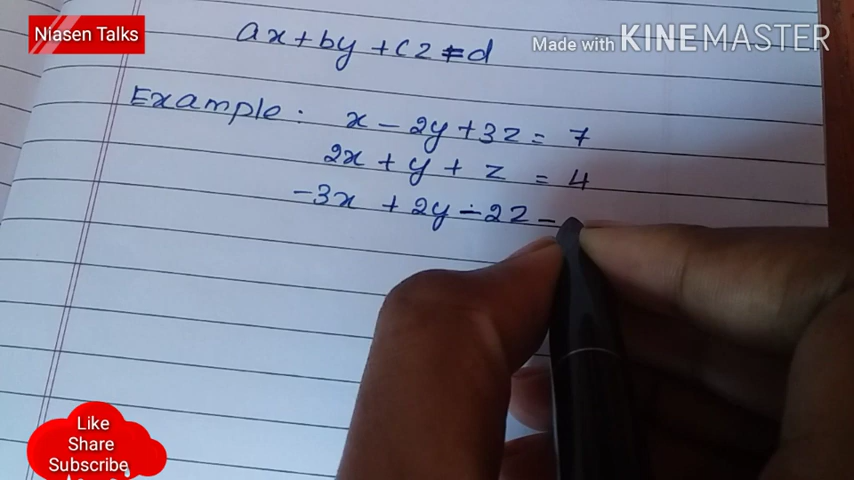 Niasen Talks
Made with KINEMASTER
ax+by+cz=d
Example: x-2y+3z=7
2x+y+z=4
-3x+2y-2z=
Like
Share
Subscribe